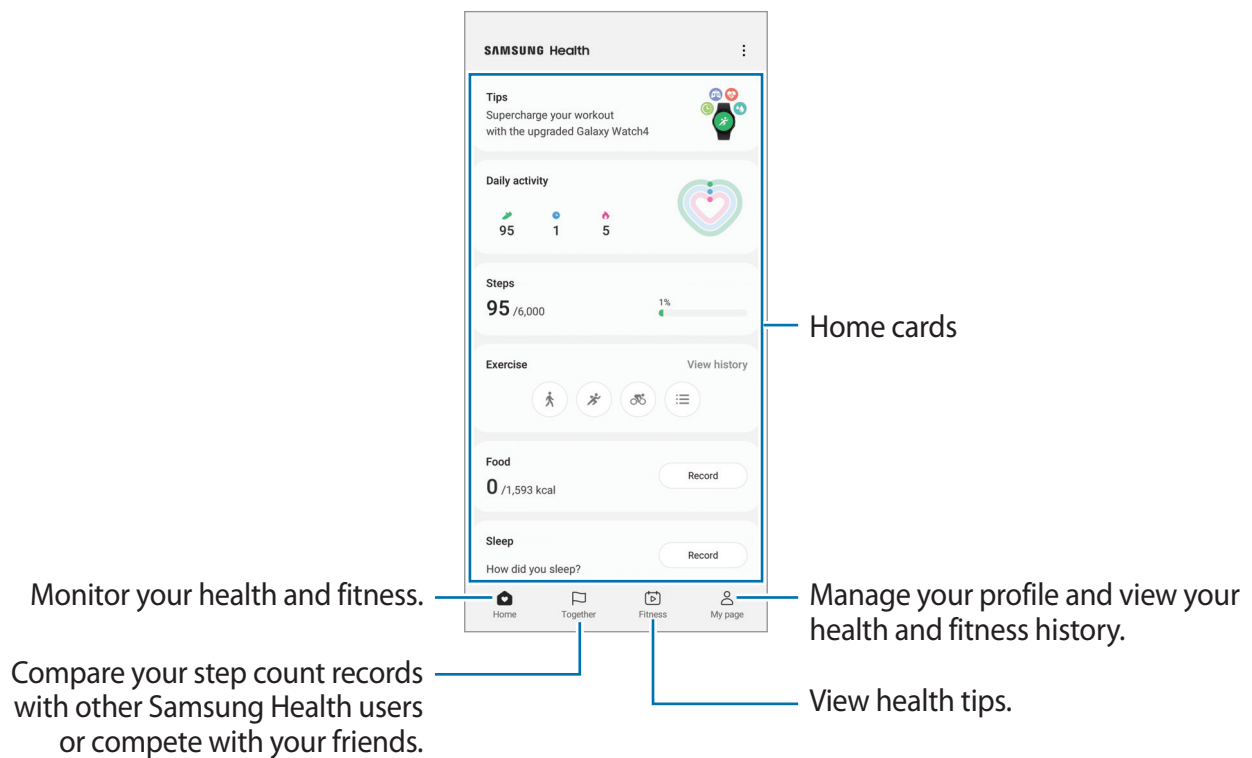 SAMSUNG Health
Tips
Supercharge your workout
with the upgraded Galaxy Watch4
Daily activity
95 1 5
Steps
95 /6,000
1%
Home cards
Exercise
View history
Food
0 /1,593 kcal
Record
Sleep
How did you sleep?
Record
Home Together Fitness My page
Monitor your health and fitness.
Compare your step count records
with other Samsung Health users
or compete with your friends.
Manage your profile and view your
health and fitness history.
View health tips.